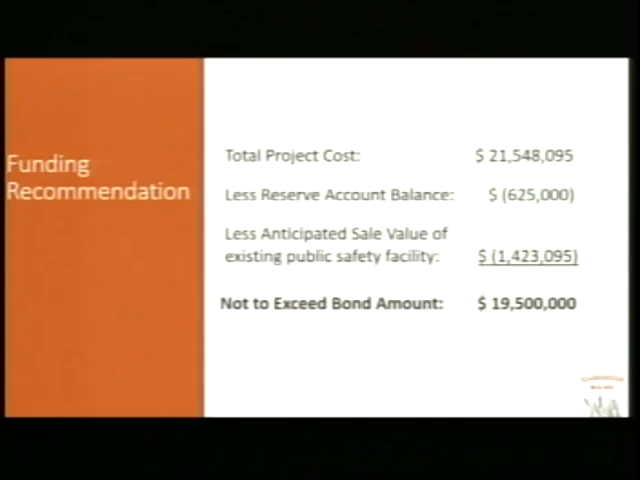 Funding
Recommendation
Total Project Cost: $ 21,548,095
Less Reserve Account Balance: $ (625,000)
Less Anticipated Sale Value of
existing public safety facility: $ (1,423,095)
Not to Exceed Bond Amount: $ 19,500,000